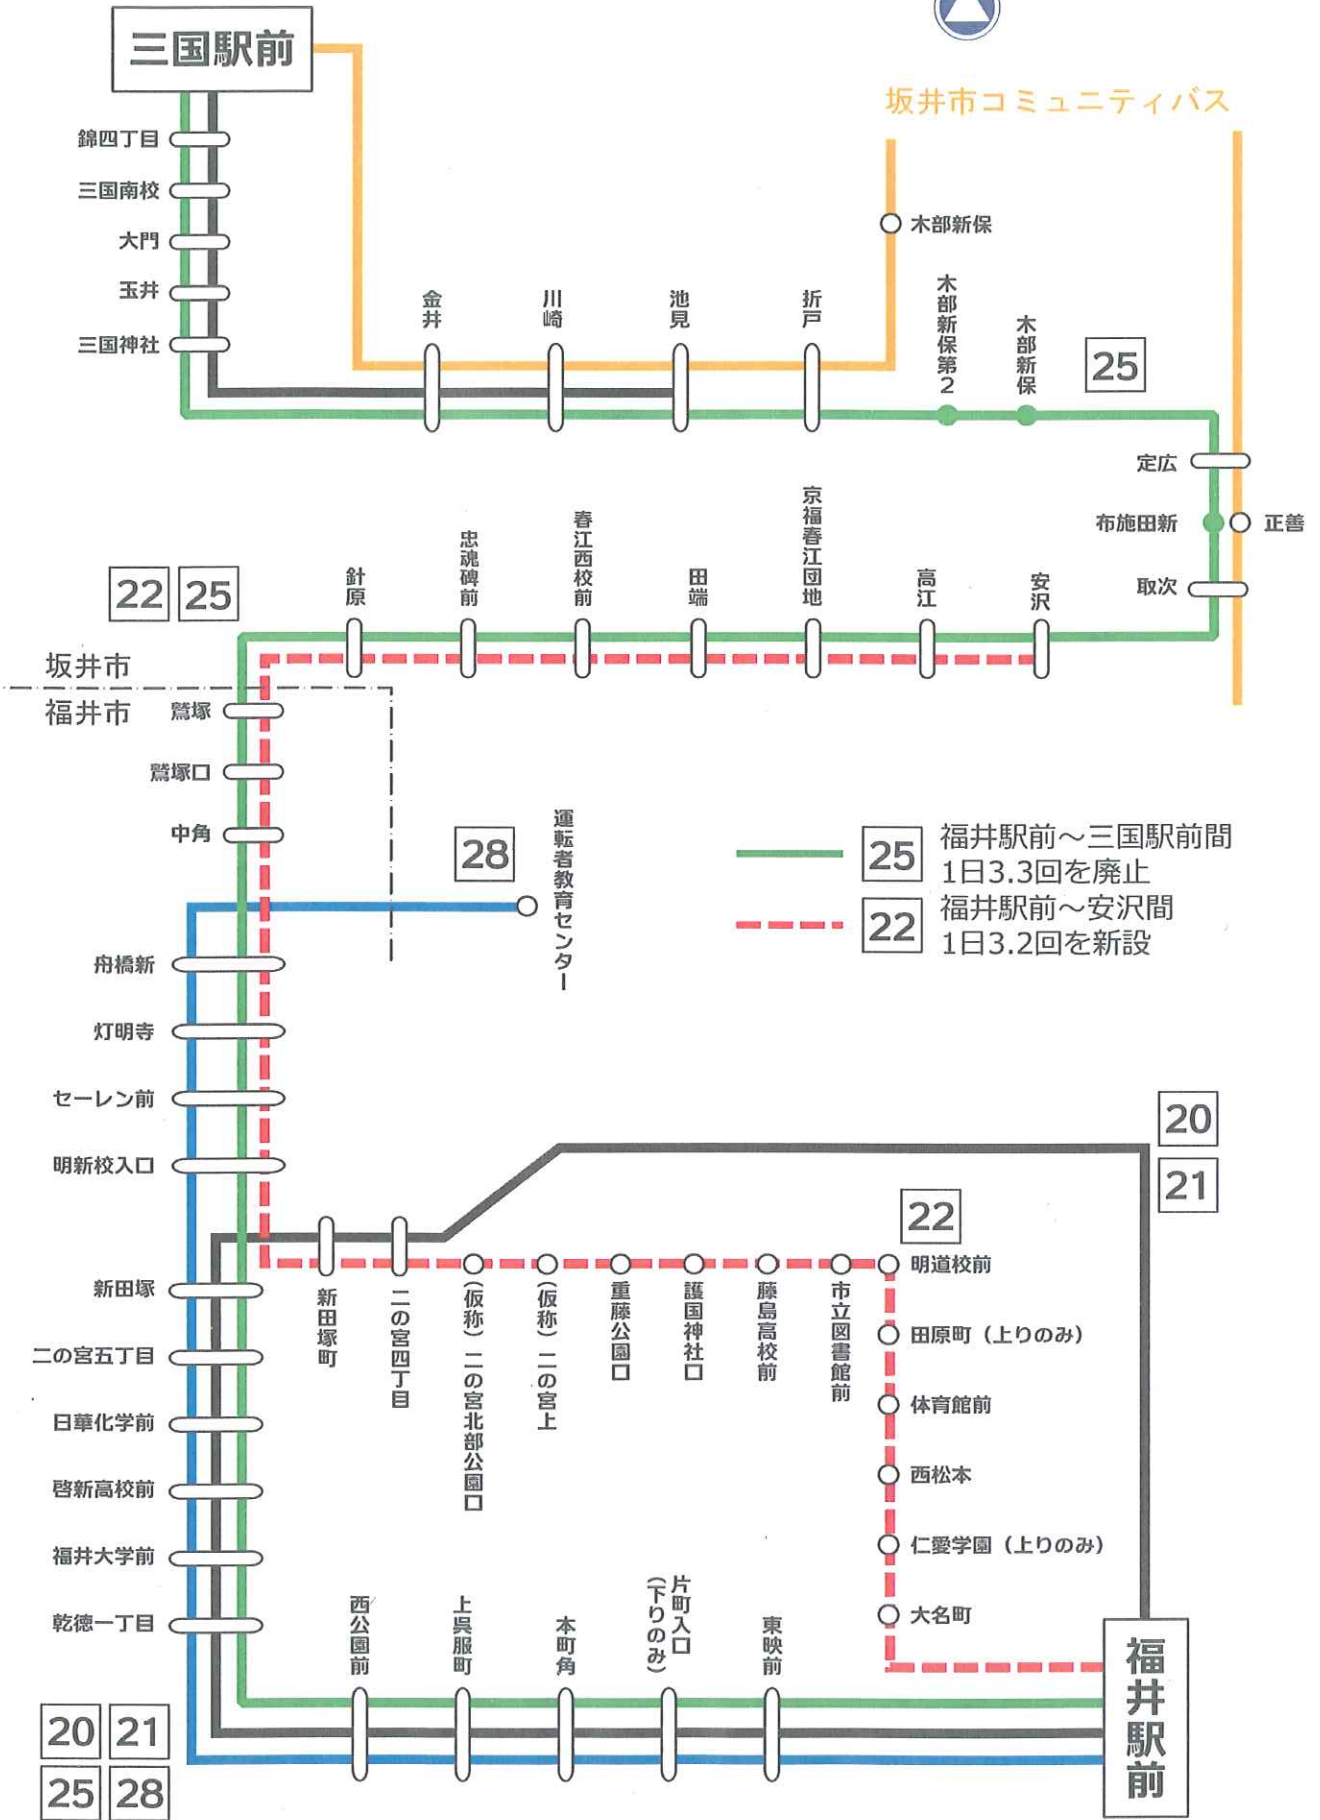 三国駅前
坂井市コミュニティバス
錦四丁目
三国南校
大門
玉井
三国神社
金井
川崎
池見
折戸
木部新保
木部新保第2
木部新保
25
定広
布施田新
正善
取次
22 25
針原
忠魂碑前
春江西校前
田端
京福春江団地
高江
安沢
坂井市
福井市
鷲塚
鷲塚口
中角
28
運転者教育センター
25 福井駅前～三国駅前間
1日3.3回を廃止
22 福井駅前～安沢間
1日3.2回を新設
舟橋新
灯明寺
セーレン前
明新校入口
20
21
22
新田塚町
二の宮四丁目
(仮称)二の宮北部公園口
(仮称)二の宮上
重藤公園口
護国神社口
藤島高校前
市立図書館前
明道校前
田原町(上りのみ)
体育館前
西松本
仁愛学園(上りのみ)
大名町
新田塚
二の宮五丁目
日華化学前
啓新高校前
福井大学前
乾徳一丁目
西公園前
上呉服町
本町角
片町入口
(下りのみ)
東映前
福井駅前
20 21
25 28